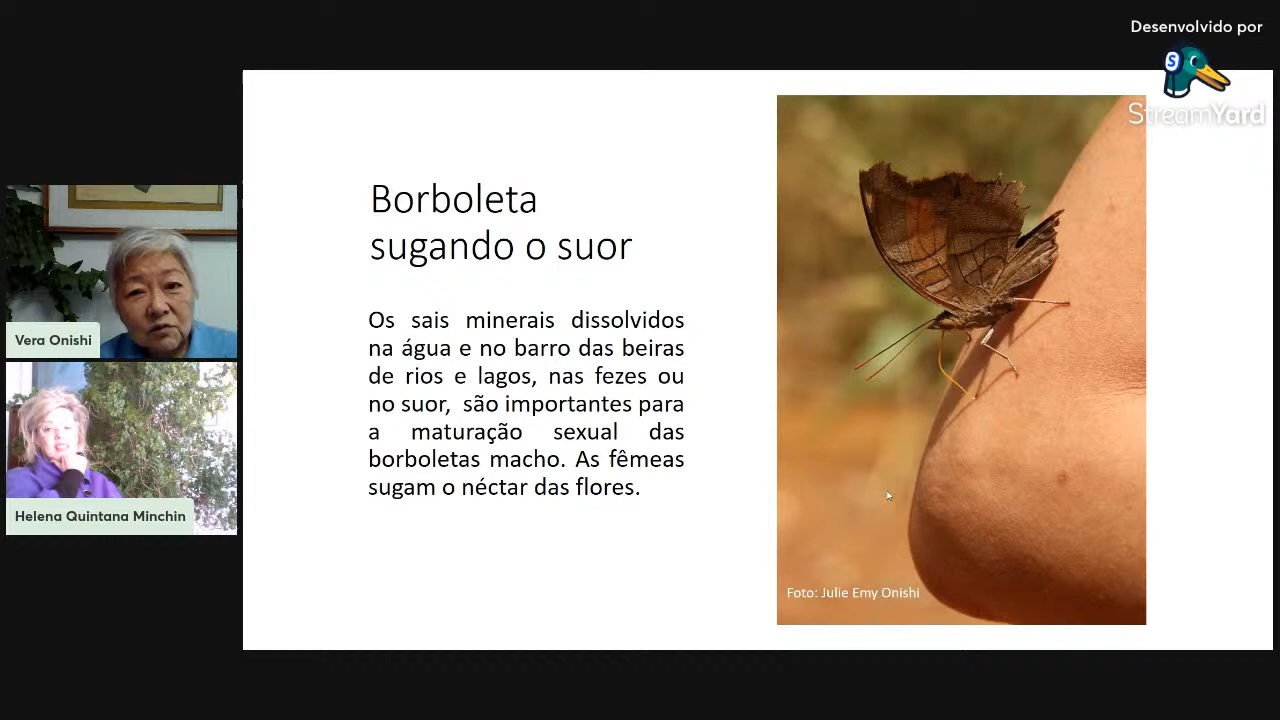 Desenvolvido por
S
StreamYard
Borboleta
sugando o suor
Os sais minerais dissolvidos
na água e no barro das beiras
de rios e lagos, nas fezes ou
no suor, são importantes para
a maturação sexual das
borboletas macho. As fêmeas
sugam o néctar das flores.
Vera Onishi
Helena Quintana Minchin
Foto: Julie Emy Onishi